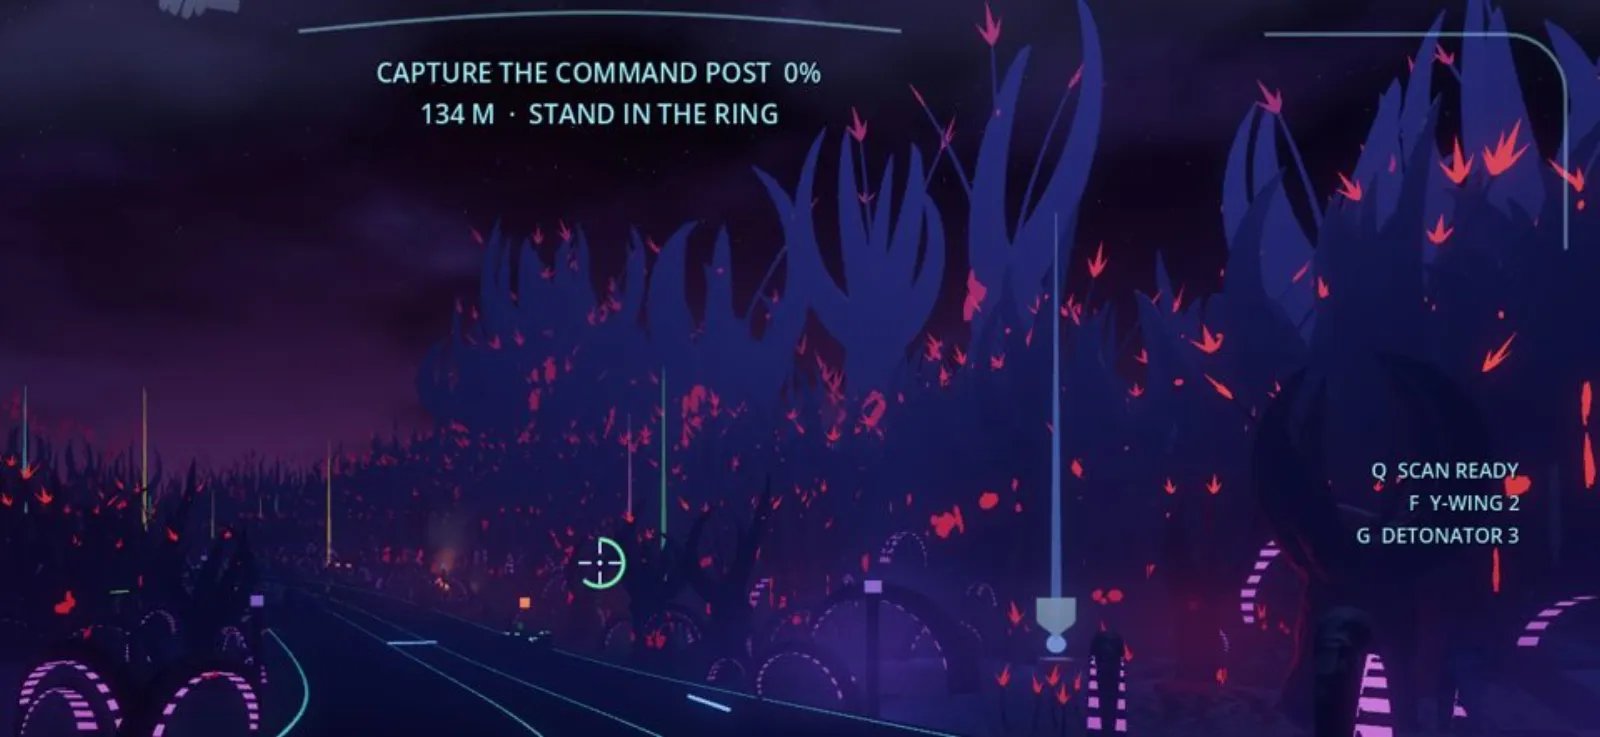 CAPTURE THE COMMAND POST 0%
134 M · STAND IN THE RING
Q SCAN READY
F Y-WING 2
G DETONATOR 3